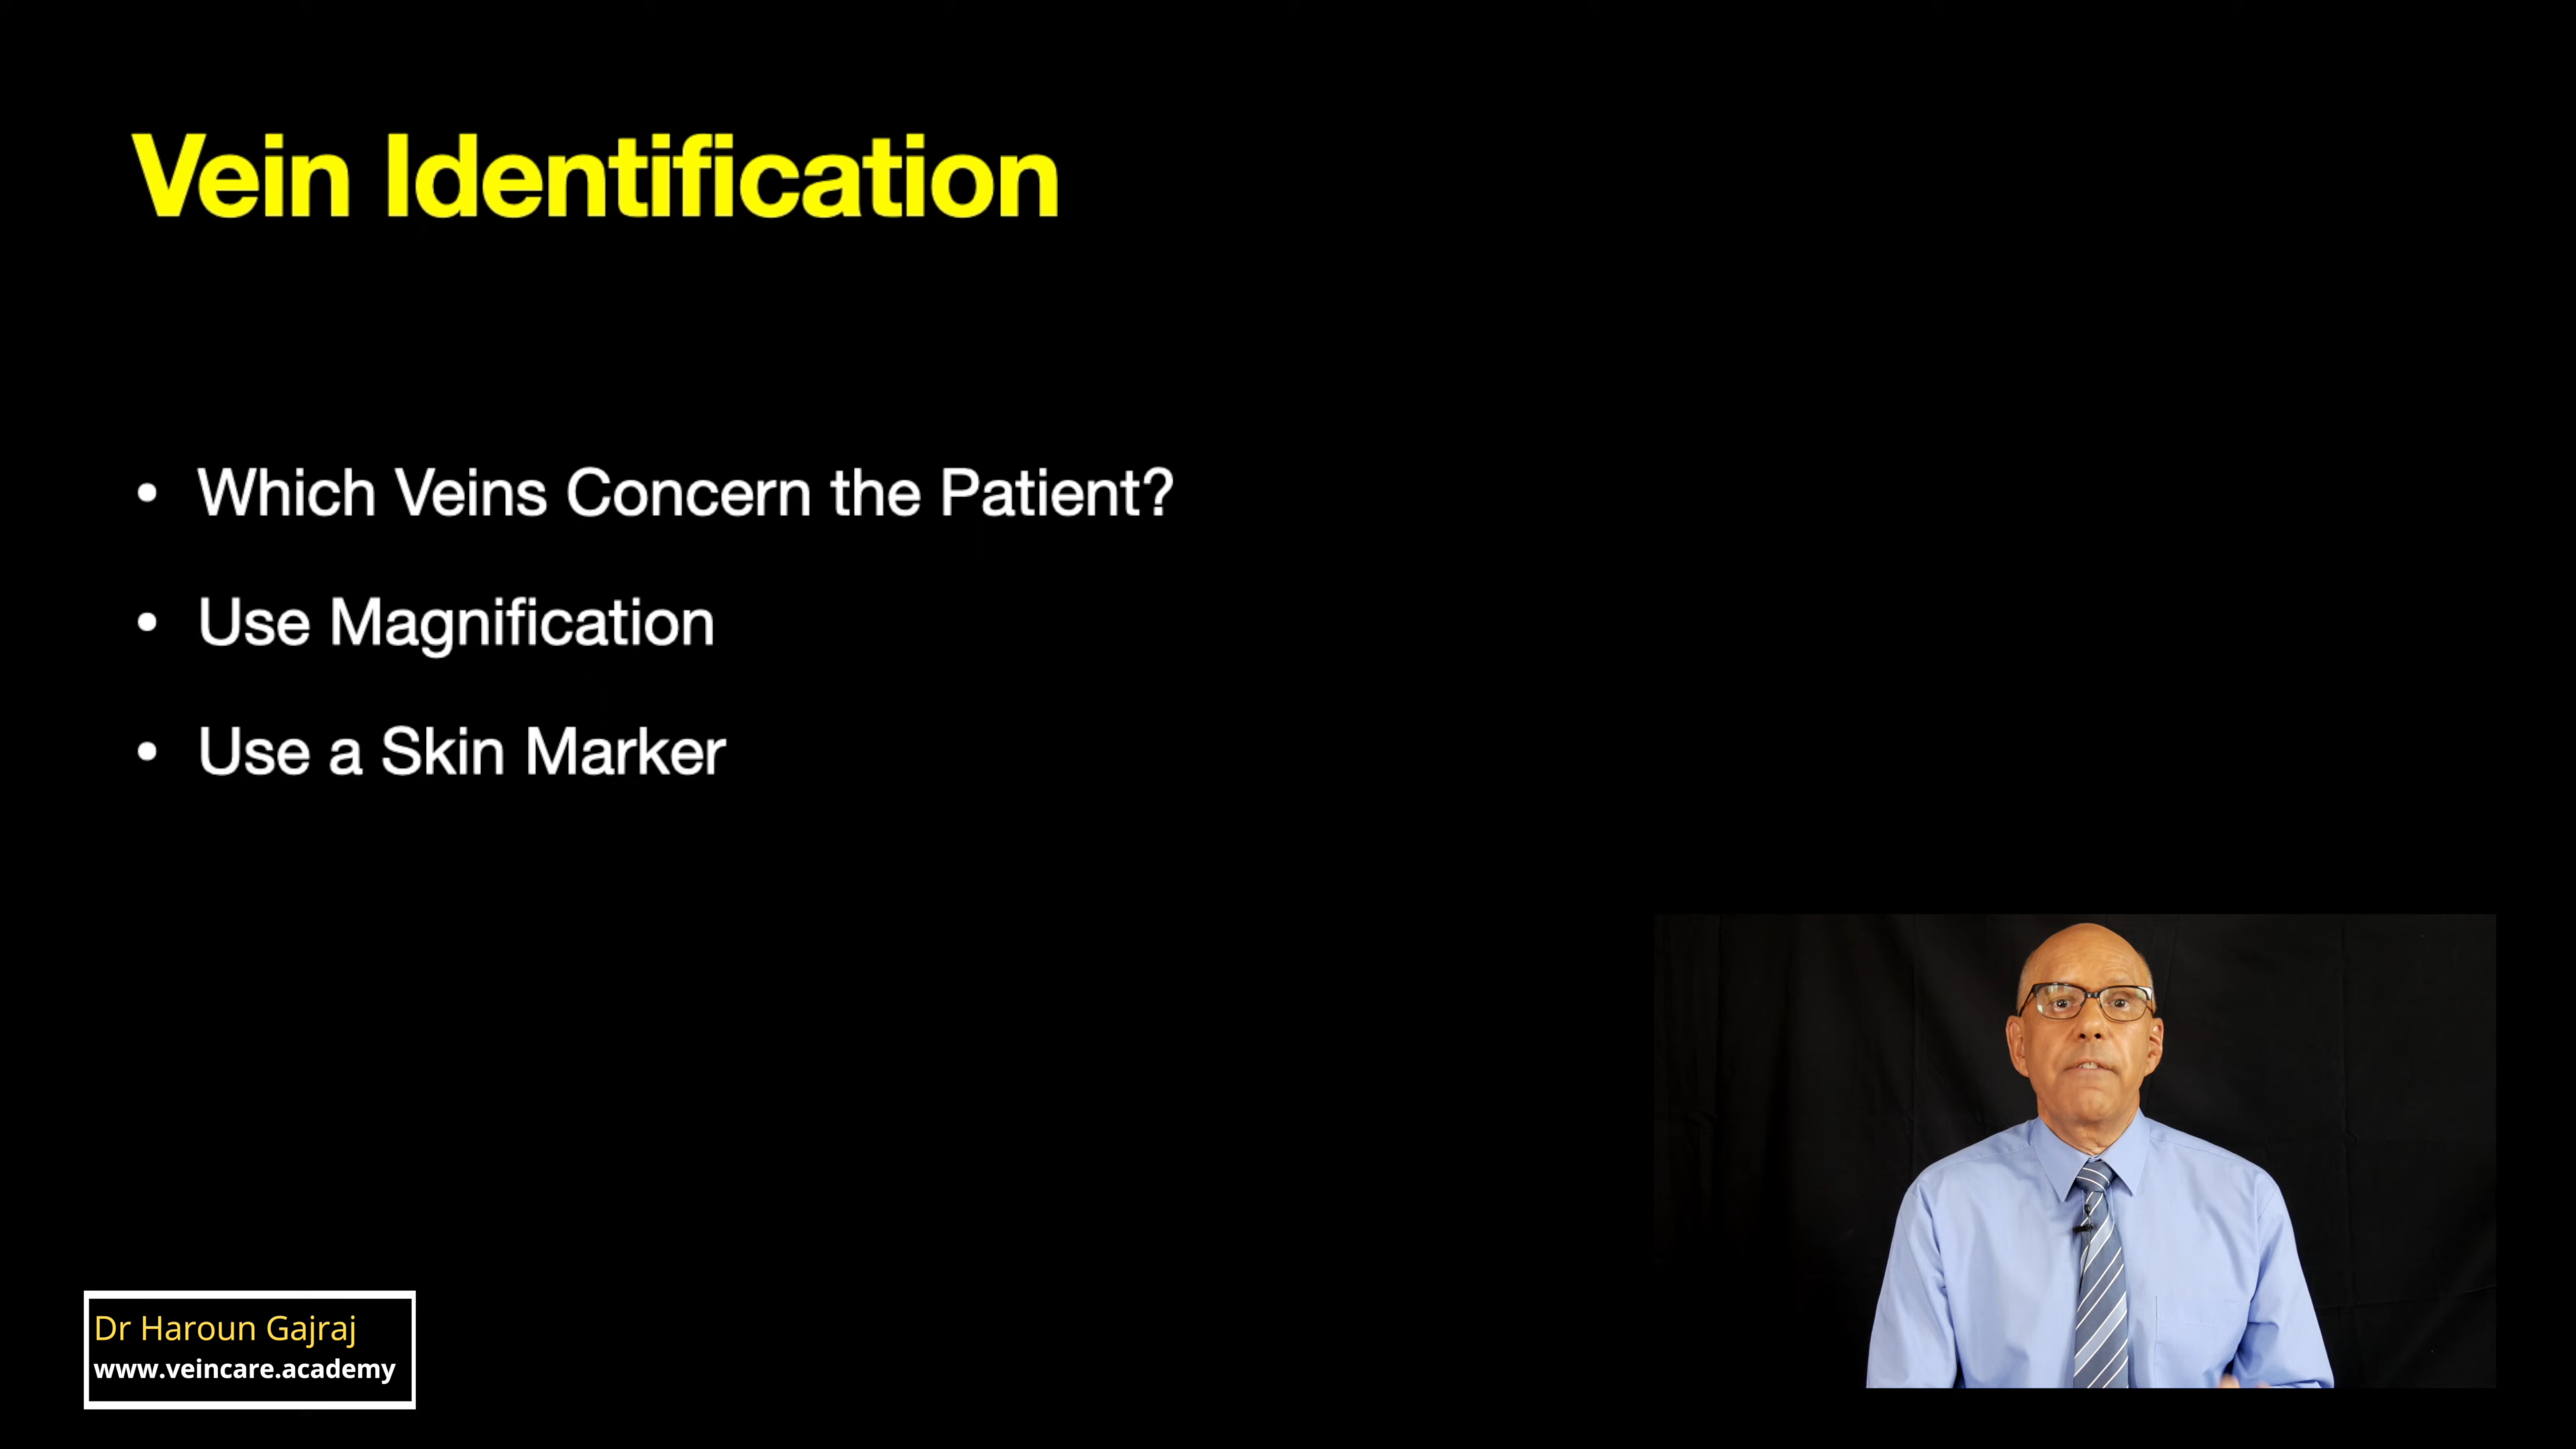 Vein Identification
• Which Veins Concern the Patient?
• Use Magnification
• Use a Skin Marker
Dr Haroun Gajraj
www.veincare.academy